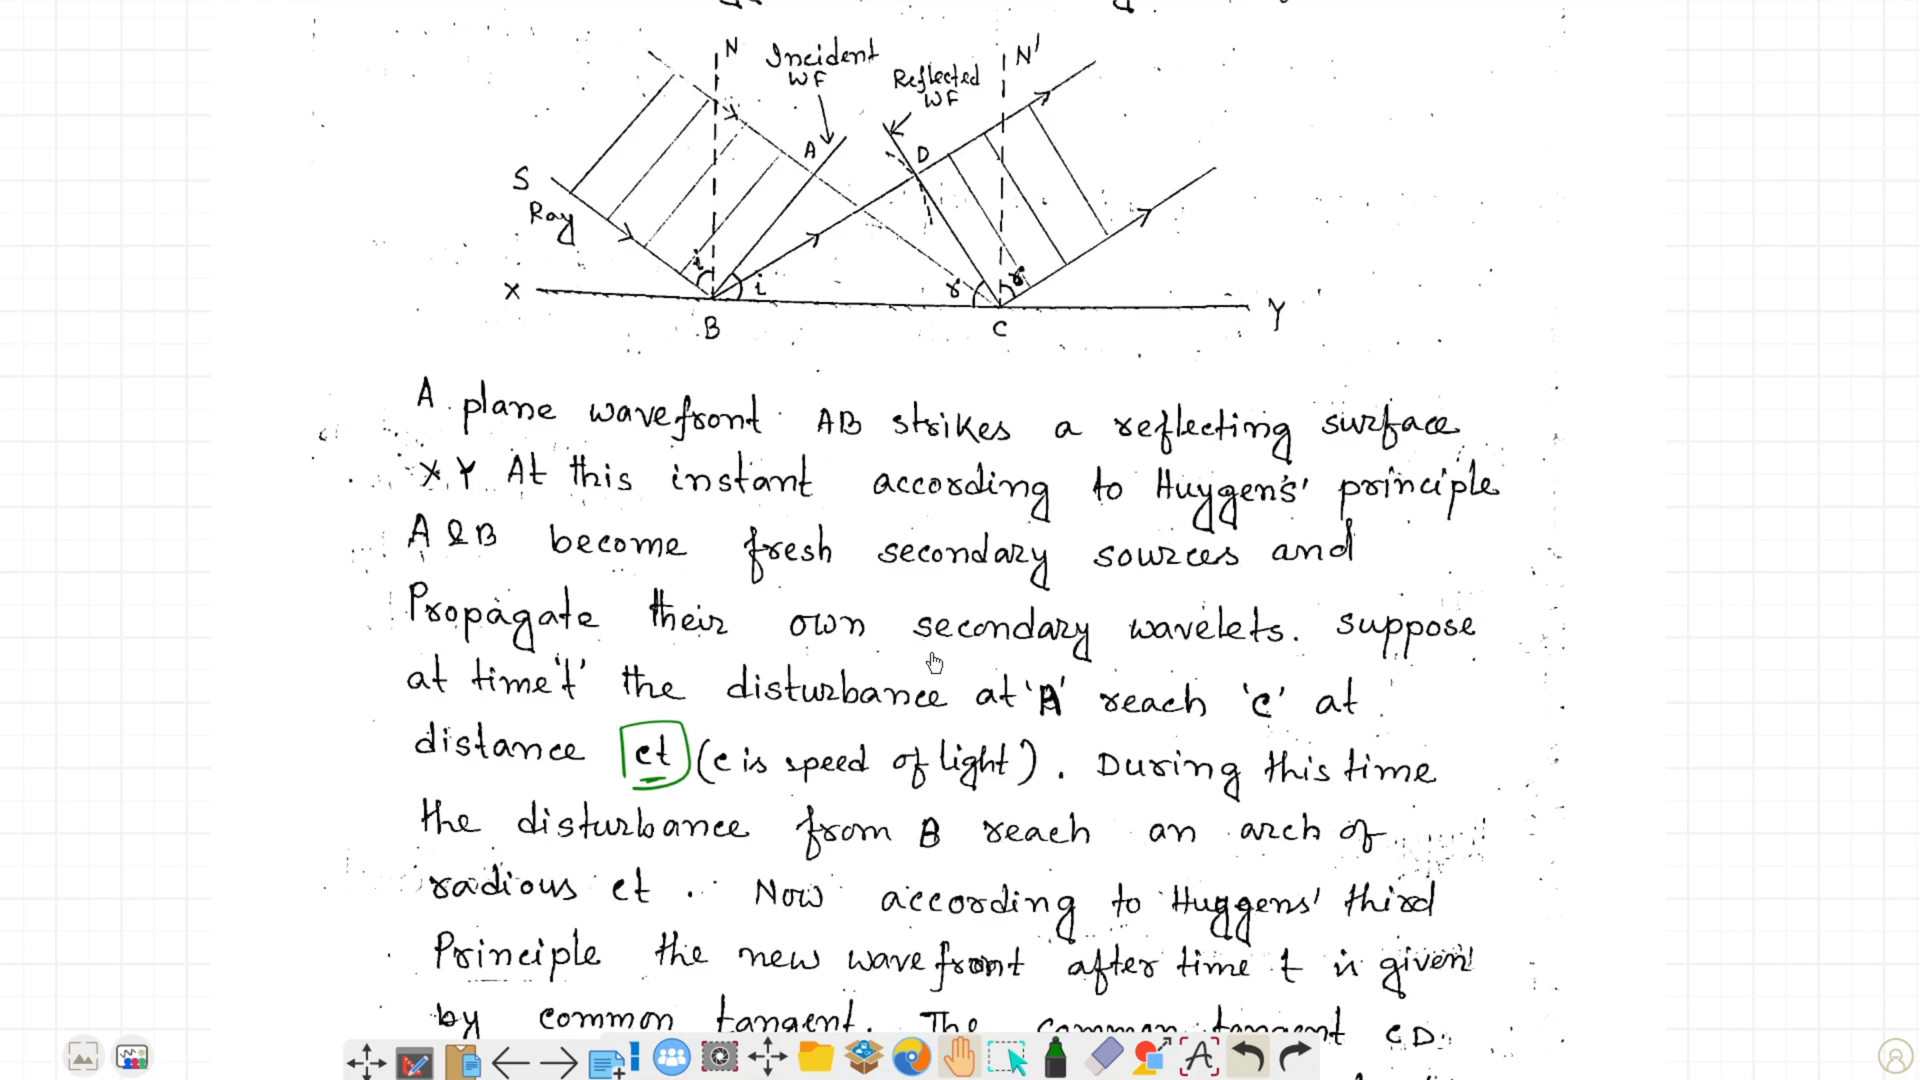 N
Incident
WF
Reflected
WF
N'
A
D
S
Ray
i
i
r
r
X
B
C
Y
A plane wavefront AB strikes a reflecting surface
XY At this instant according to Huygens' principle
A & B become fresh secondary sources and
Propagate their own secondary wavelets. suppose
at time 't' the disturbance at 'A' reach 'c' at
distance ct (c is speed of light). During this time
the disturbance from B reach an arch of
radious ct. Now according to Huggens' third
Principle the new wavefront after time t is given
by common tangent. The common tangent CD.